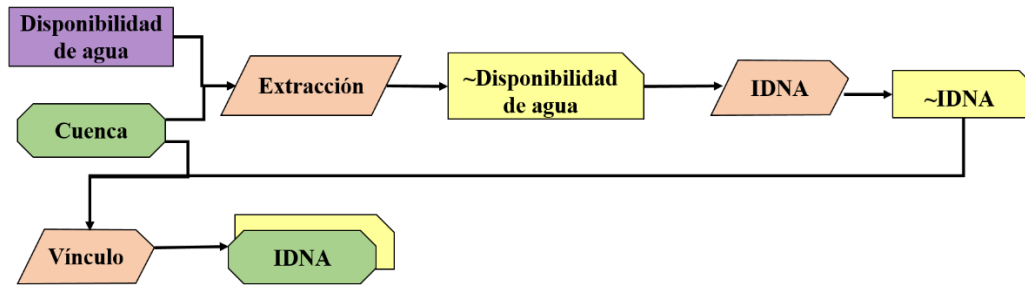 Disponibilidad
de agua
Extracción
~Disponibilidad
de agua
IDNA
~IDNA
Cuenca
Vínculo
IDNA